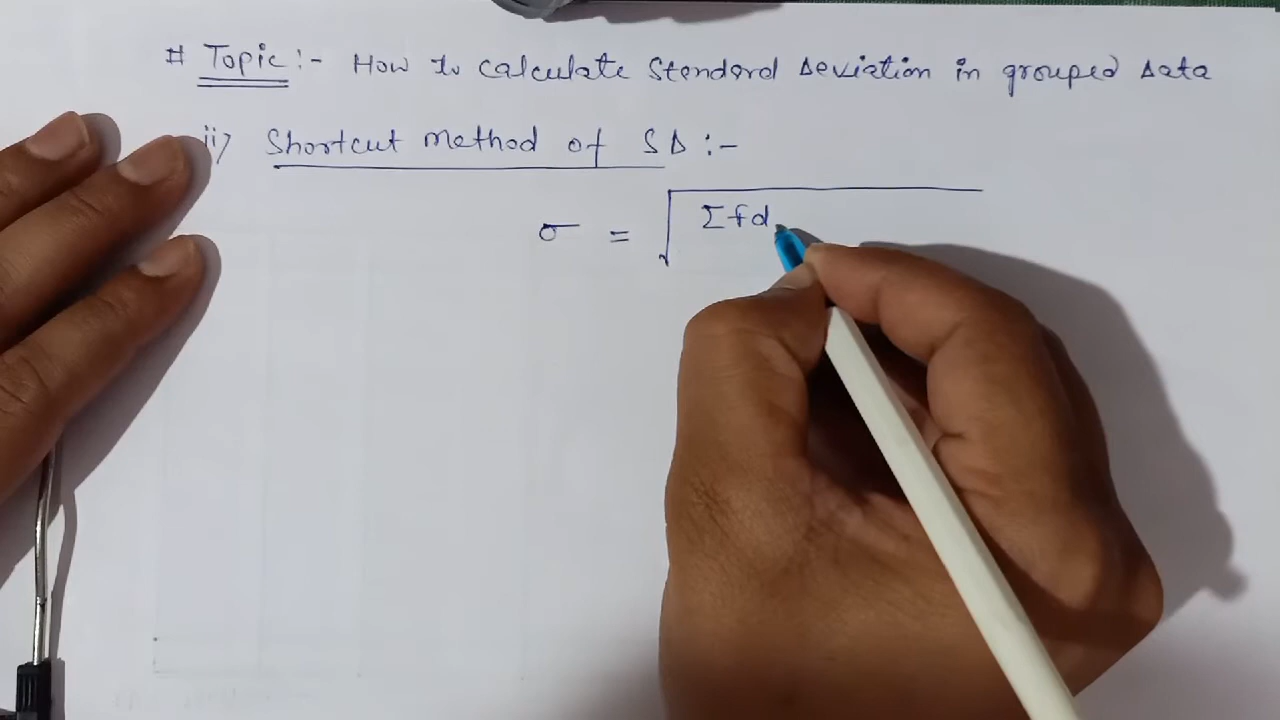 # Topic:- How to calculate Standard Deviation in grouped Data
ii) Shortcut method of SD:-
σ = √ Σfd